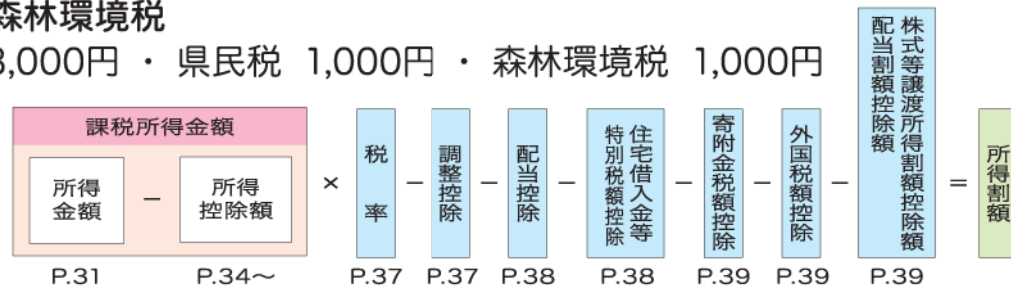 森林環境税
3,000円 ・ 県民税 1,000円 ・ 森林環境税 1,000円
課税所得金額
所得
金額
−
所得
控除額
×
税率
−
調整控除
−
配当控除
−
住宅借入金等
特別税額控除
−
寄附金税額控除
−
外国税額控除
−
株式等譲渡所得割額控除額
配当割額控除額
=
所得割額
P.31 P.34〜 P.37 P.37 P.38 P.38 P.39 P.39 P.39